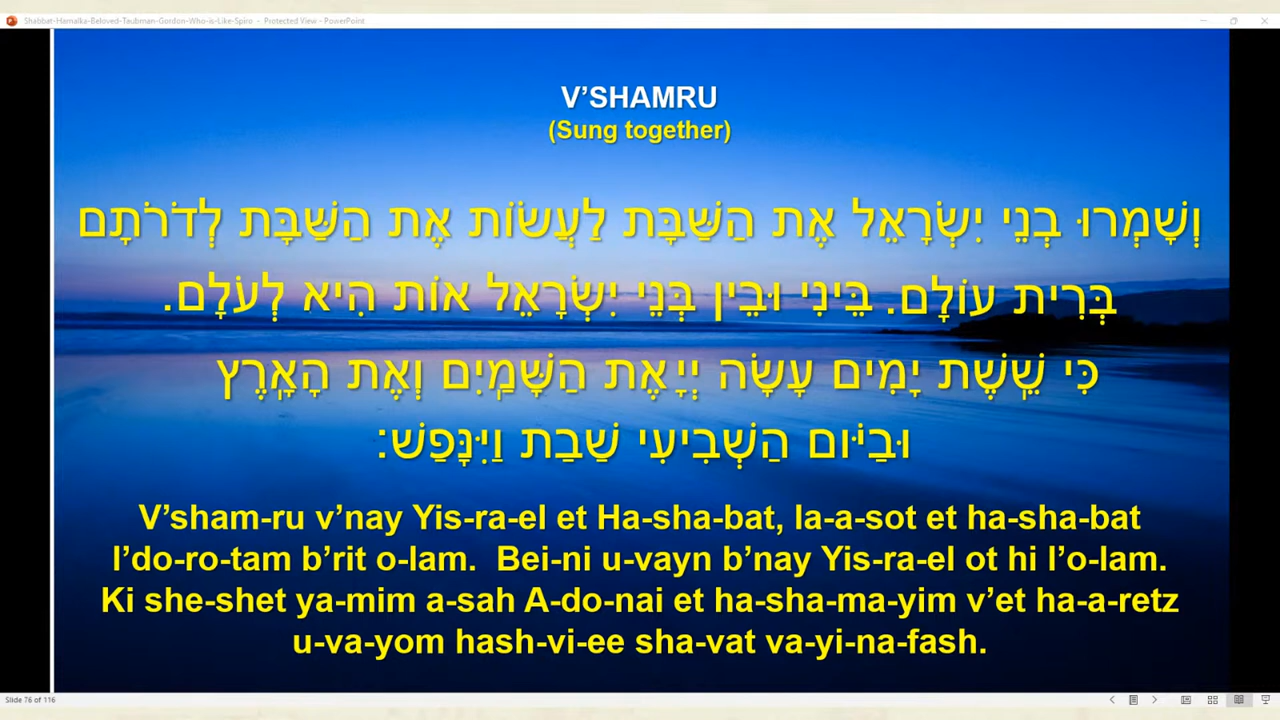 Shabbat-Hamalka-Beloved-Taubman-Gordon-Who-is-Like-Spiro - Protected View - PowerPoint
V’SHAMRU
(Sung together)
וְשָׁמְרוּ בְנֵי יִשְׂרָאֵל אֶת הַשַּׁבָּת לַעֲשׂוֹת אֶת הַשַּׁבָּת לְדֹרֹתָם
בְּרִית עוֹלָם. בֵּינִי וּבֵין בְּנֵי יִשְׂרָאֵל אוֹת הִיא לְעֹלָם.
כִּי שֵֽׁשֶׁת יָמִים עָשָׂה יְיָ אֶת הַשָּׁמַֽיִם וְאֶת הָאָֽרֶץ
וּבַיּוֹם הַשְּׁבִיעִי שָׁבַת וַיִּנָּפַשׁ׃
V’sham-ru v’nay Yis-ra-el et Ha-sha-bat, la-a-sot et ha-sha-bat
l’do-ro-tam b’rit o-lam. Bei-ni u-vayn b’nay Yis-ra-el ot hi l’o-lam.
Ki she-shet ya-mim a-sah A-do-nai et ha-sha-ma-yim v’et ha-a-retz
u-va-yom hash-vi-ee sha-vat va-yi-na-fash.
Slide 76 of 116